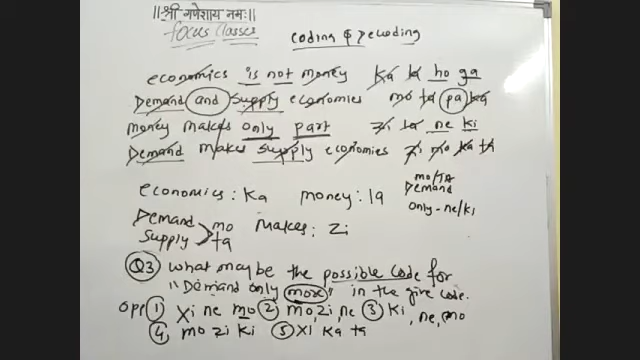 ||श्री गणेशाय नमः||
focus classes
coding & Decoding
economics is not money ka la ho ga
Demand and supply economies mo ta pa ka
money makes only part zi la ne ki
Demand makes supply economies zi mo ka ta
economics : Ka money : la mo/TA Demand
only - ne/ki
Demand supply > mo ta makes : Zi
Q3 what may be the possible code for
"Demand only more" in the give code.
opp 1 Xi ne mo 2 mo, zi, ne 3 ki, ne, mo
4, mo zi ki 5 Xi Ka ta